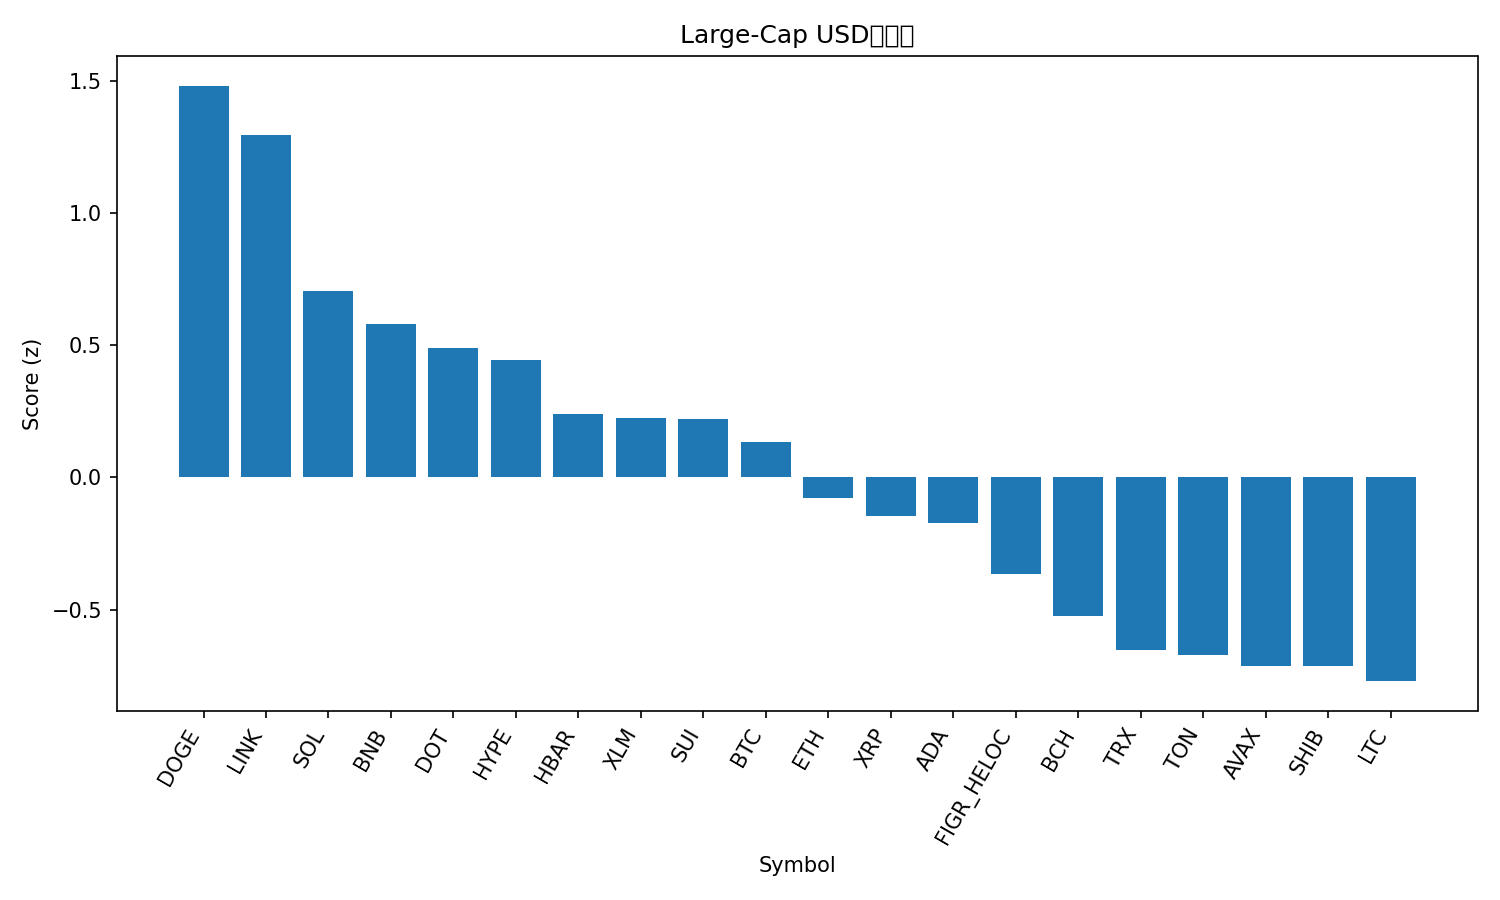 Large-Cap USD
Score (z)
1.5
1.0
0.5
0.0
−0.5
DOGE
LINK
SOL
BNB
DOT
HYPE
HBAR
XLM
SUI
BTC
ETH
XRP
ADA
FIGR_HELOC
BCH
TRX
TON
AVAX
SHIB
LTC
Symbol